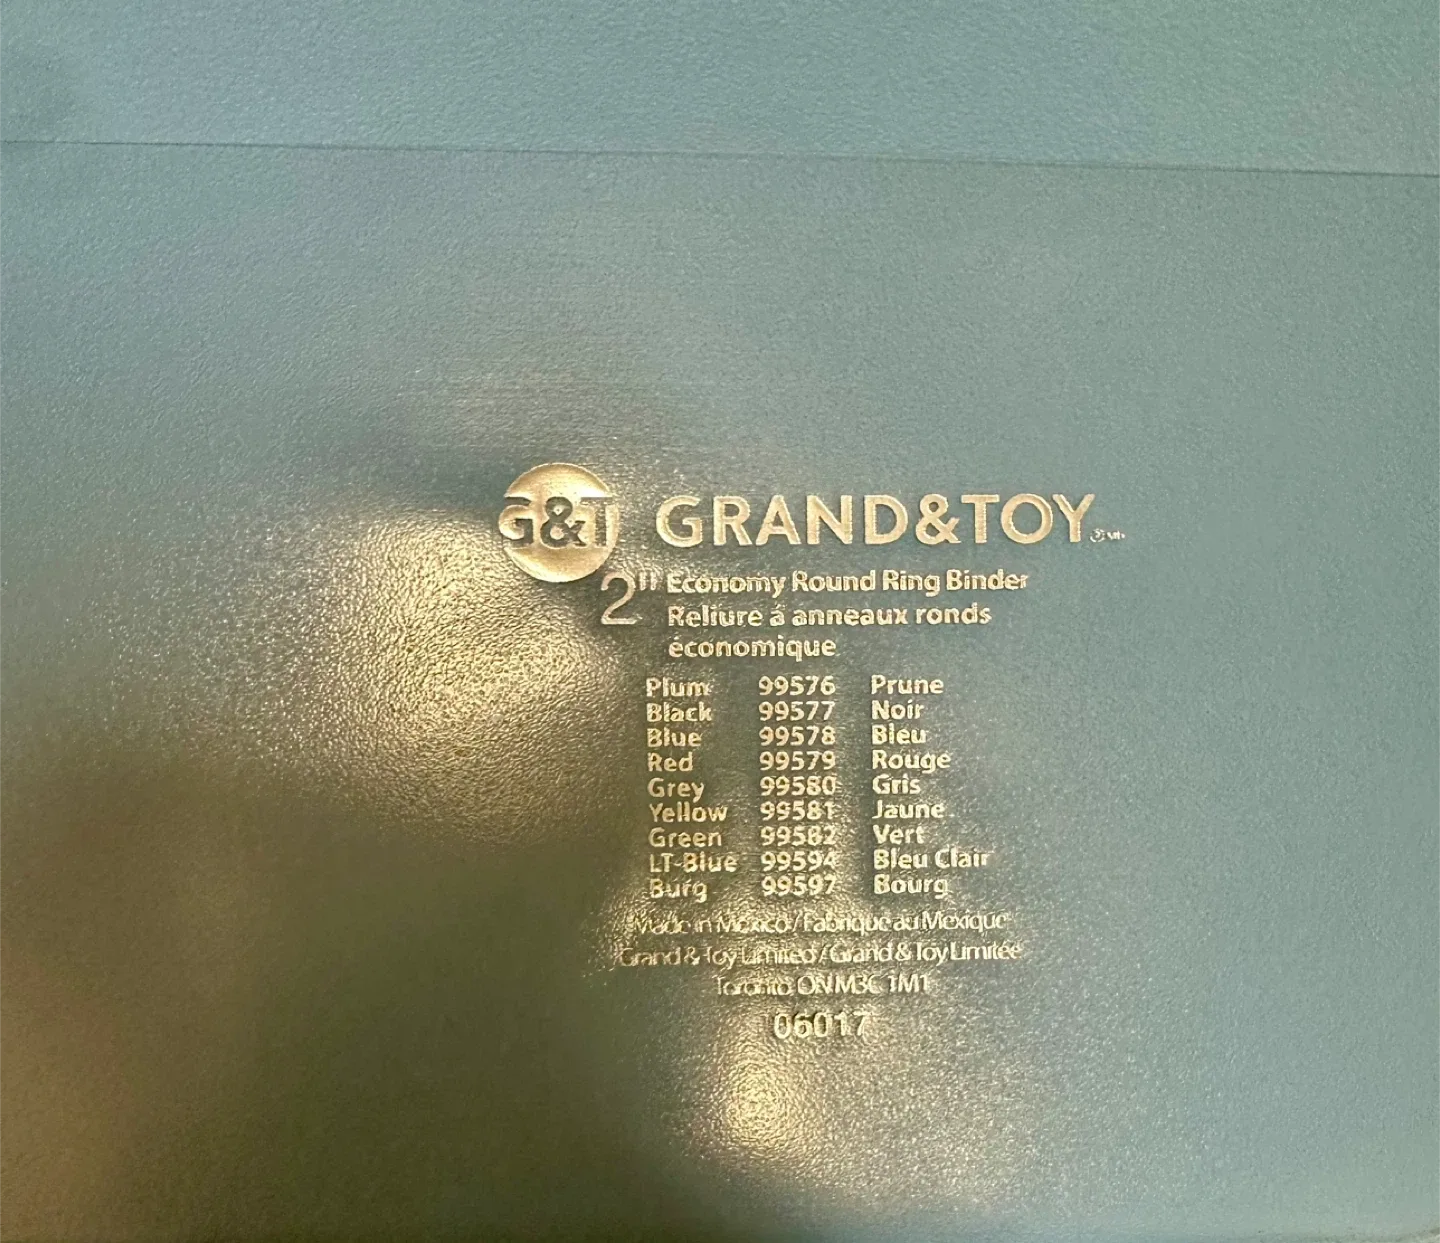 G&T GRAND&TOY
2" Economy Round Ring Binder
Reliure á anneaux ronds
économique
Plum 99576 Prune
Black 99577 Noir
Blue 99578 Bleu
Red 99579 Rouge
Grey 99580 Gris
Yellow 99581 Jaune
Green 99582 Vert
LT-Blue 99594 Bleu Clair
Burg 99597 Bourg
Made in Mexico / Fabrique au Mexique
Grand & Toy Limited / Grand & Toy Limitée
Toronto, ON M3C 1M1
06017